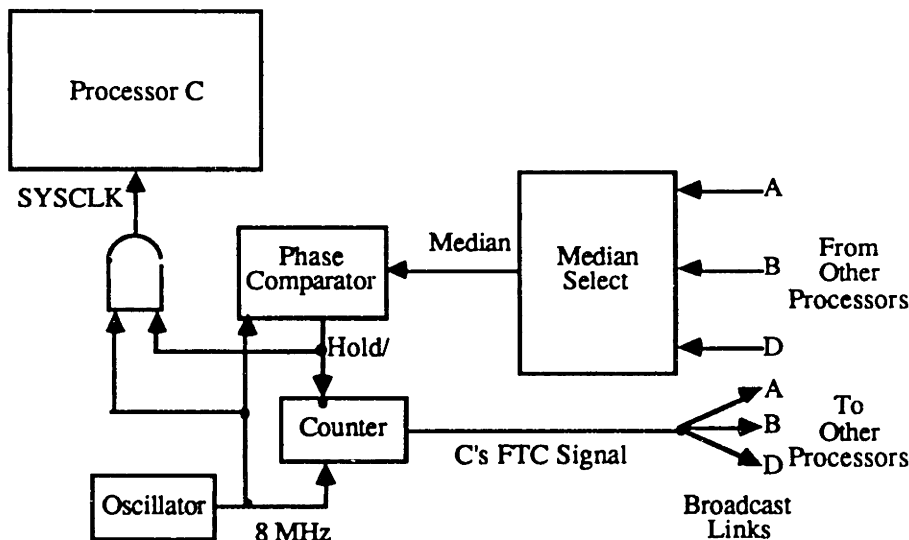 Processor C
SYSCLK
Phase
Comparator
Median
Median
Select
A
B
D
From
Other
Processors
Hold/
Counter
C's FTC Signal
A
B
D
To
Other
Processors
Oscillator
8 MHz
Broadcast
Links